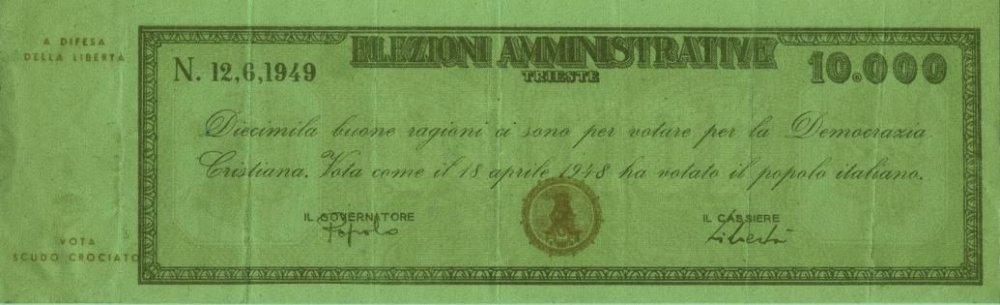 A DIFESA
DELLA LIBERTÀ
ELEZIONI AMMINISTRATIVE
TRIESTE
N. 12,6,1949
10.000
Diecimila buone ragioni ci sono per votare per la Democrazia
Cristiana. Vota come il 18 aprile 1948 ha votato il popolo italiano.
IL GOVERNATORE
Popolo
IL CASSIERE
Libertà
VOTA
SCUDO CROCIATO